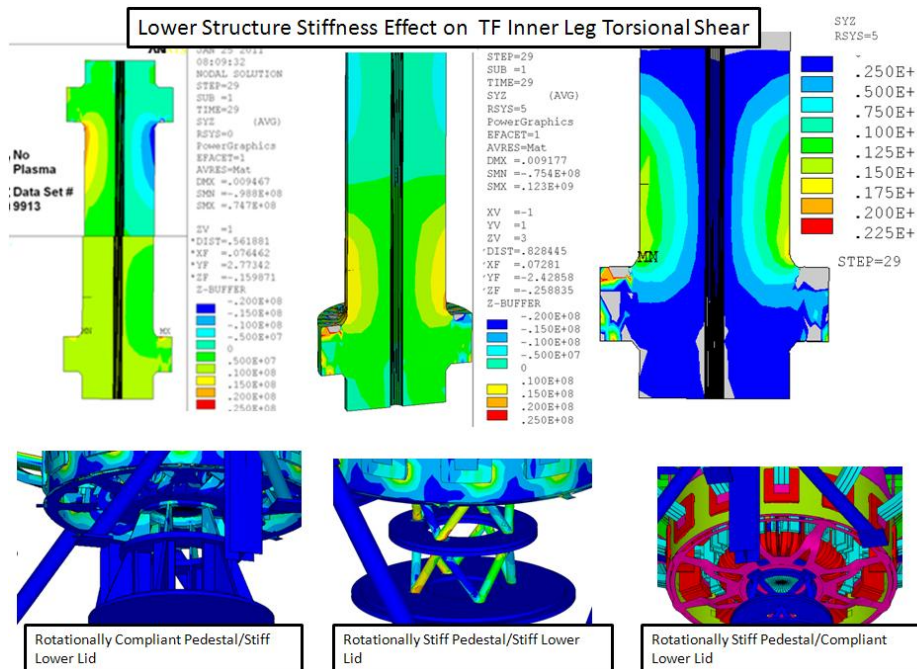 Lower Structure Stiffness Effect on TF Inner Leg Torsional Shear
JAN 25 2011
08:09:32
NODAL SOLUTION
STEP=29
SUB =1
TIME=29
SYZ (AVG)
RSYS=0
PowerGraphics
EFACET=1
AVRES=Mat
DMX =.009467
SMN =-.988E+08
SMX =.747E+08
ZV =1
*DIST=.561881
*XF =.076462
*YF =2.77342
*ZF =-.159871
Z-BUFFER
-.200E+08
-.150E+08
-.100E+08
-.500E+07
0
.500E+07
.100E+08
.150E+08
.200E+08
.250E+08
No
Plasma
Data Set #
9913
MN
MX
STEP=29
SUB =1
TIME=29
SYZ (AVG)
RSYS=5
PowerGraphics
EFACET=1
AVRES=Mat
DMX =.009177
SMN =-.754E+08
SMX =.123E+09
XV =-1
YV =1
ZV =3
*DIST=.828445
*XF =.07281
*YF =-2.42858
*ZF =-.258835
Z-BUFFER
-.200E+08
-.150E+08
-.100E+08
-.500E+07
0
.100E+08
.150E+08
.200E+08
.250E+08
SYZ
RSYS=5
.250E+
.500E+
.750E+
.100E+
.125E+
.150E+
.175E+
.200E+
.225E+
STEP=29
MN
Rotationally Compliant Pedestal/Stiff
Lower Lid
Rotationally Stiff Pedestal/Stiff Lower
Lid
Rotationally Stiff Pedestal/Compliant
Lower Lid